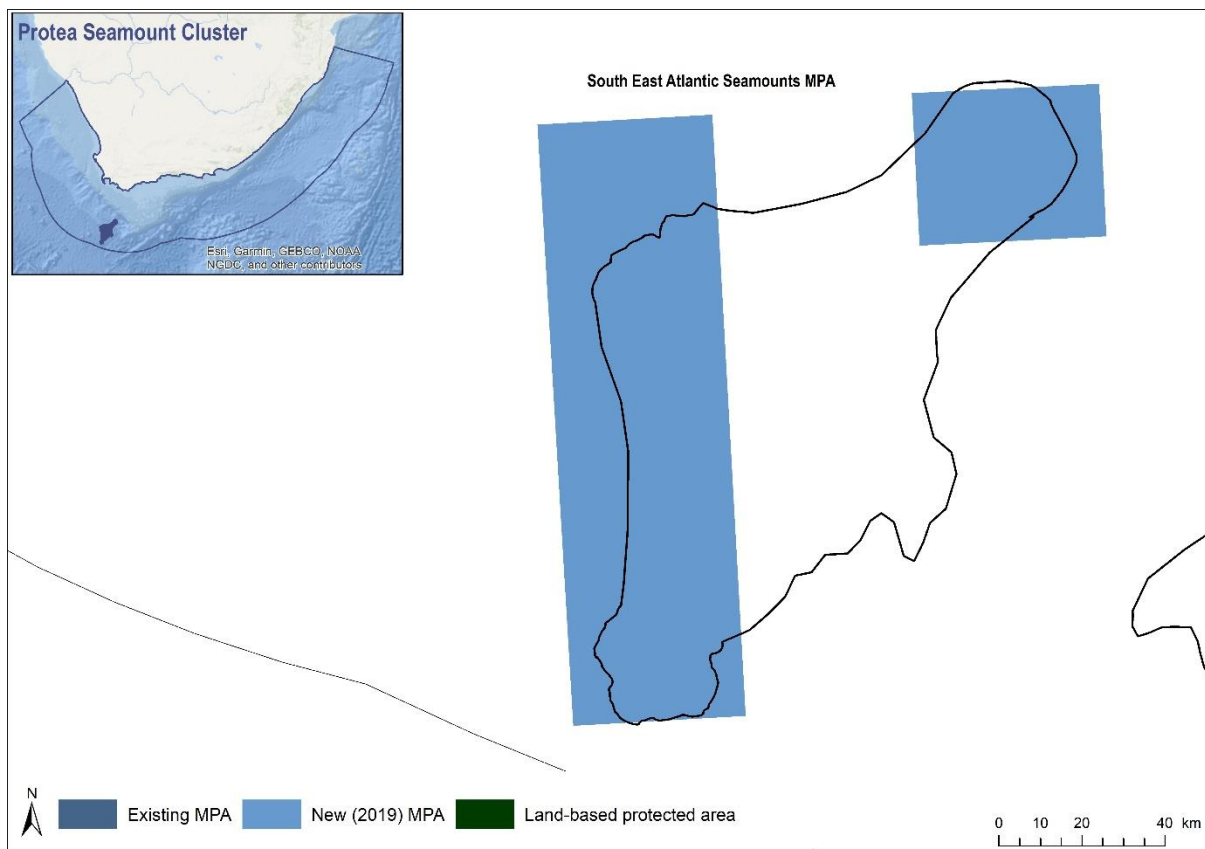 Protea Seamount Cluster
Esri, Garmin, GEBCO, NOAA
NGDC, and other contributors
South East Atlantic Seamounts MPA
N
Existing MPA
New (2019) MPA
Land-based protected area
0 10 20 40 km